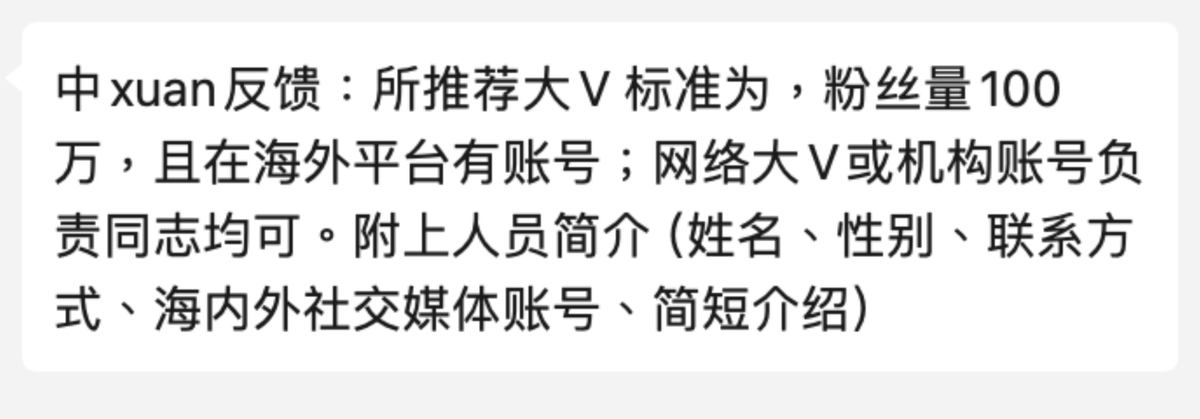 中xuan反馈：所推荐大V 标准为，粉丝量100
万，且在海外平台有账号；网络大V或机构账号负
责同志均可。附上人员简介（姓名、性别、联系方
式、海内外社交媒体账号、简短介绍）